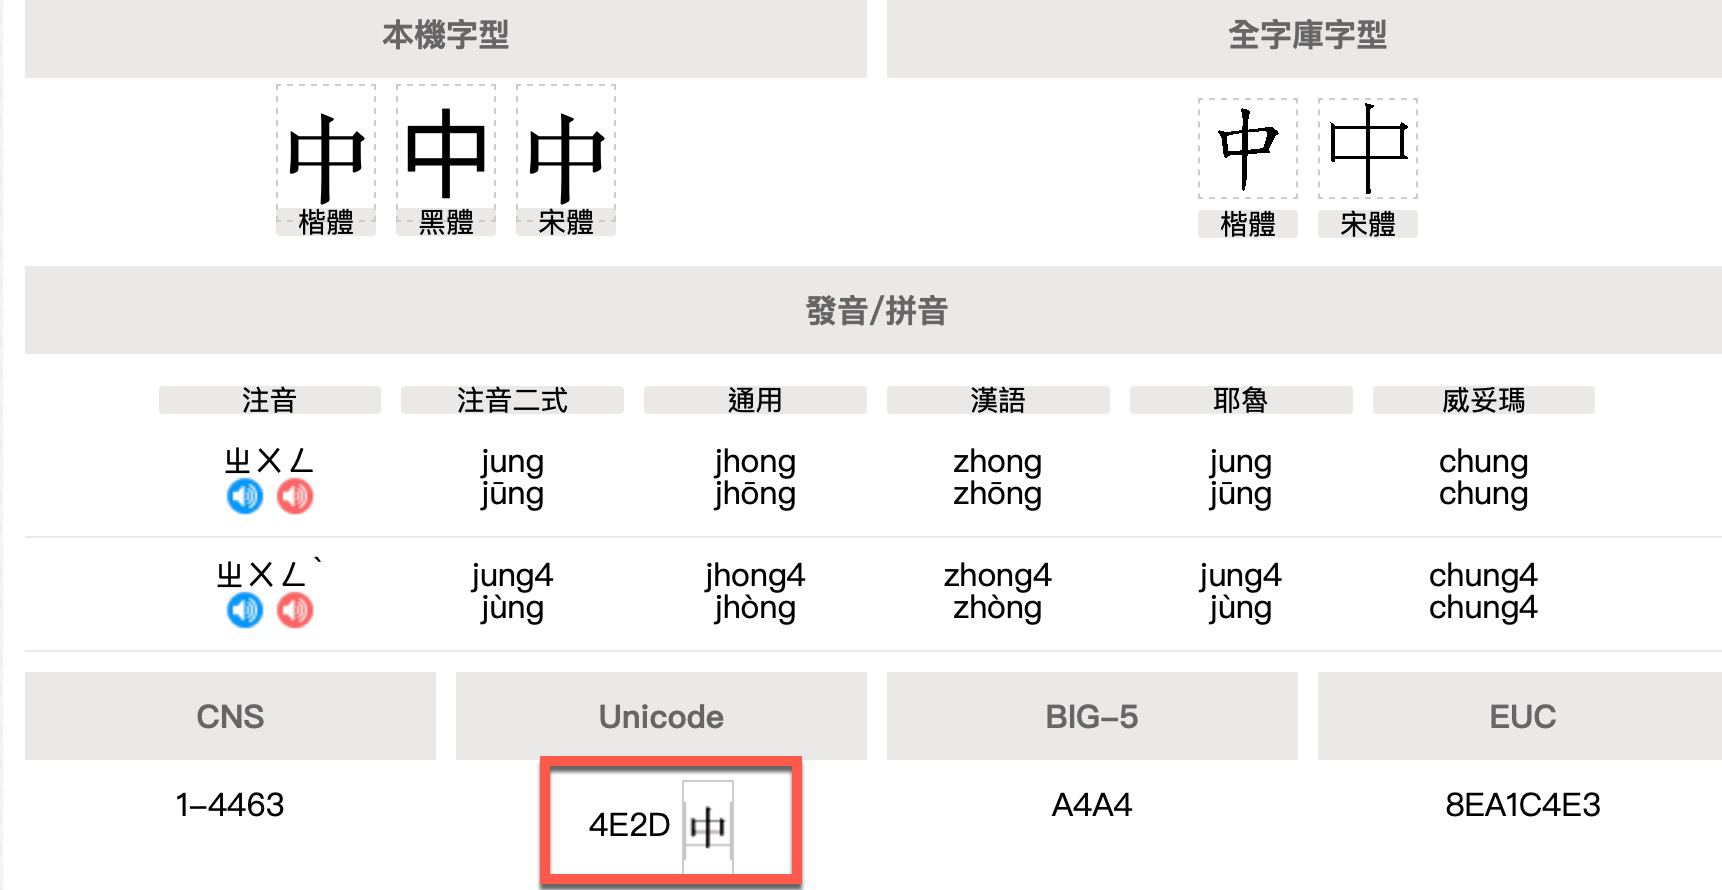 本機字型 全字庫字型
中 中 中 中 中
楷體 黑體 宋體 楷體 宋體
發音/拼音
注音 注音二式 通用 漢語 耶魯 威妥瑪
ㄓㄨㄥ jung jhong zhong jung chung
jūng jhōng zhōng jūng chung
ㄓㄨㄥˋ jung4 jhong4 zhong4 jung4 chung4
jùng jhòng zhòng jùng chung4
CNS Unicode BIG-5 EUC
1-4463 4E2D 中 A4A4 8EA1C4E3